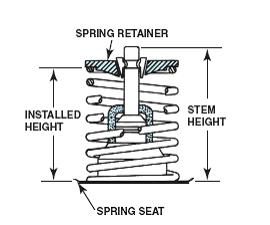 SPRING RETAINER
INSTALLED
HEIGHT
STEM
HEIGHT
SPRING SEAT